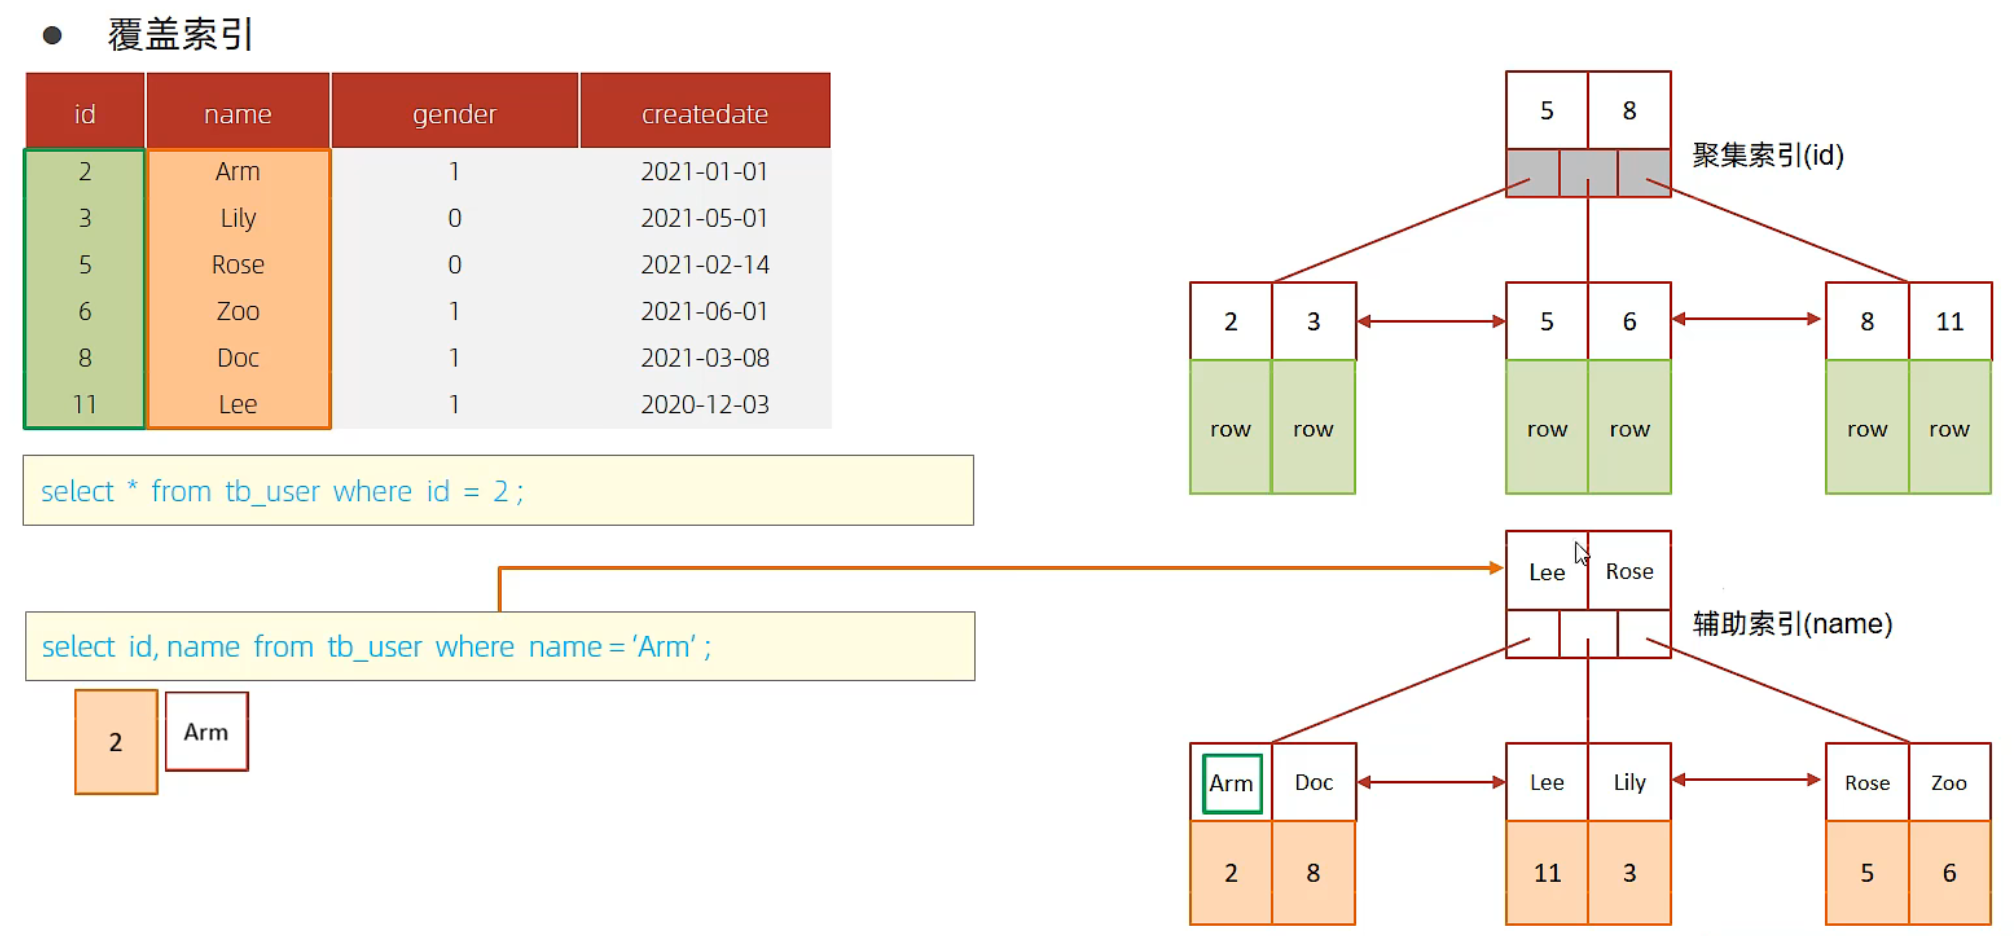 ● 覆盖索引
id name gender createdate
2 Arm 1 2021-01-01
3 Lily 0 2021-05-01
5 Rose 0 2021-02-14
6 Zoo 1 2021-06-01
8 Doc 1 2021-03-08
11 Lee 1 2020-12-03
select * from tb_user where id = 2 ;
select id, name from tb_user where name = ‘Arm’ ;
2 Arm
5 8
聚集索引(id)
2 3 5 6 8 11
row row row row row row
Lee Rose
辅助索引(name)
Arm Doc Lee Lily Rose Zoo
2 8 11 3 5 6